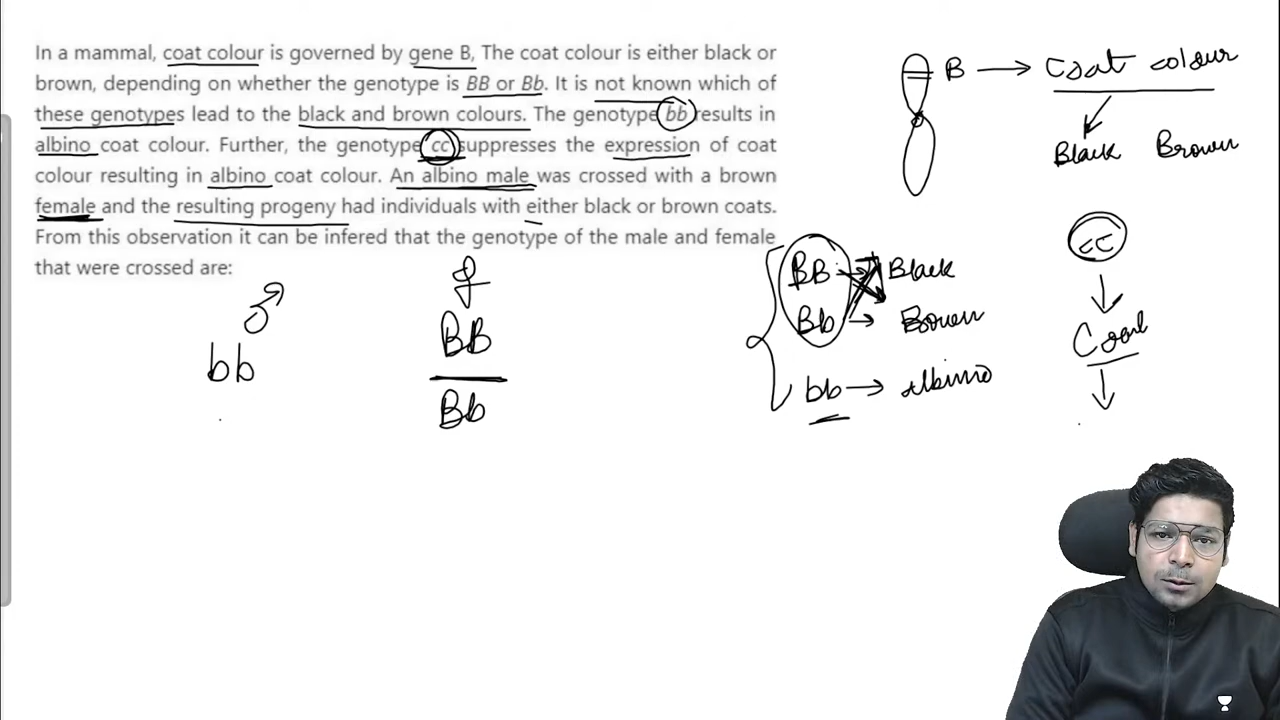 In a mammal, coat colour is governed by gene B, The coat colour is either black or
brown, depending on whether the genotype is BB or Bb. It is not known which of
these genotypes lead to the black and brown colours. The genotype bb results in
albino coat colour. Further, the genotype cc suppresses the expression of coat
colour resulting in albino coat colour. An albino male was crossed with a brown
female and the resulting progeny had individuals with either black or brown coats.
From this observation it can be infered that the genotype of the male and female
that were crossed are:
♂ ♀
bb BB
Bb
B → Coat colour
Black Brown
BB → Black
Bb → Brown
bb → Albino
cc
↓
↓